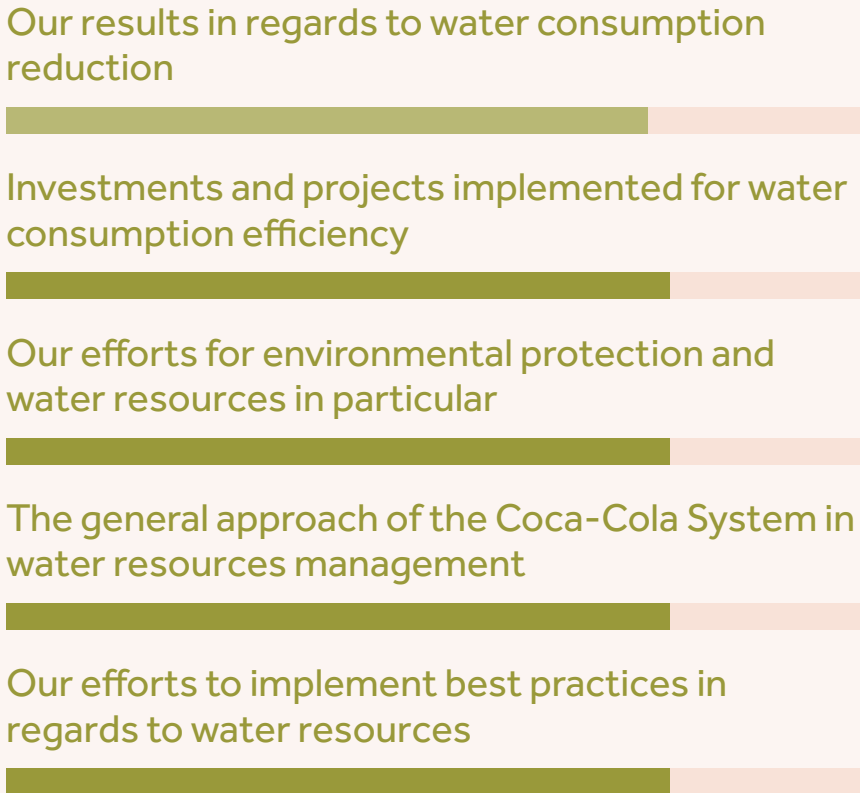 Our results in regards to water consumption
reduction
Investments and projects implemented for water
consumption efficiency
Our efforts for environmental protection and
water resources in particular
The general approach of the Coca-Cola System in
water resources management
Our efforts to implement best practices in
regards to water resources